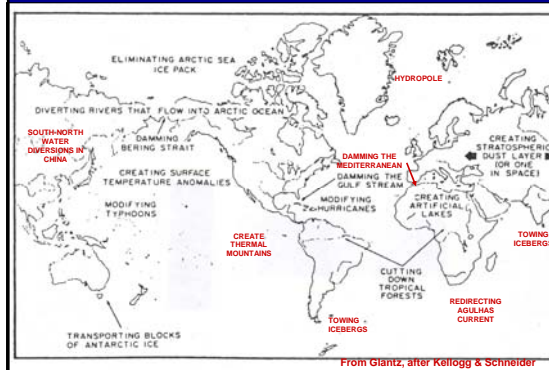 ELIMINATING ARCTIC SEA
ICE PACK
HYDROPOLE
DIVERTING RIVERS THAT FLOW INTO ARCTIC OCEAN
SOUTH-NORTH
WATER
DIVERSIONS IN
CHINA
DAMMING
BERING STRAIT
DAMMING THE
MEDITERRANEAN
CREATING
STRATOSPHERIC
DUST LAYER
(OR ONE
IN SPACE)
CREATING SURFACE
TEMPERATURE ANOMALIES
DAMMING THE
GULF STREAM
MODIFYING
TYPHOONS
MODIFYING
HURRICANES
CREATING
ARTIFICIAL
LAKES
CREATE
THERMAL
MOUNTAINS
TOWING
ICEBERGS
CUTTING
DOWN
TROPICAL
FORESTS
TOWING
ICEBERGS
REDIRECTING
AGULHAS
CURRENT
TRANSPORTING BLOCKS
OF ANTARCTIC ICE
From Glantz, after Kellogg & Schneider